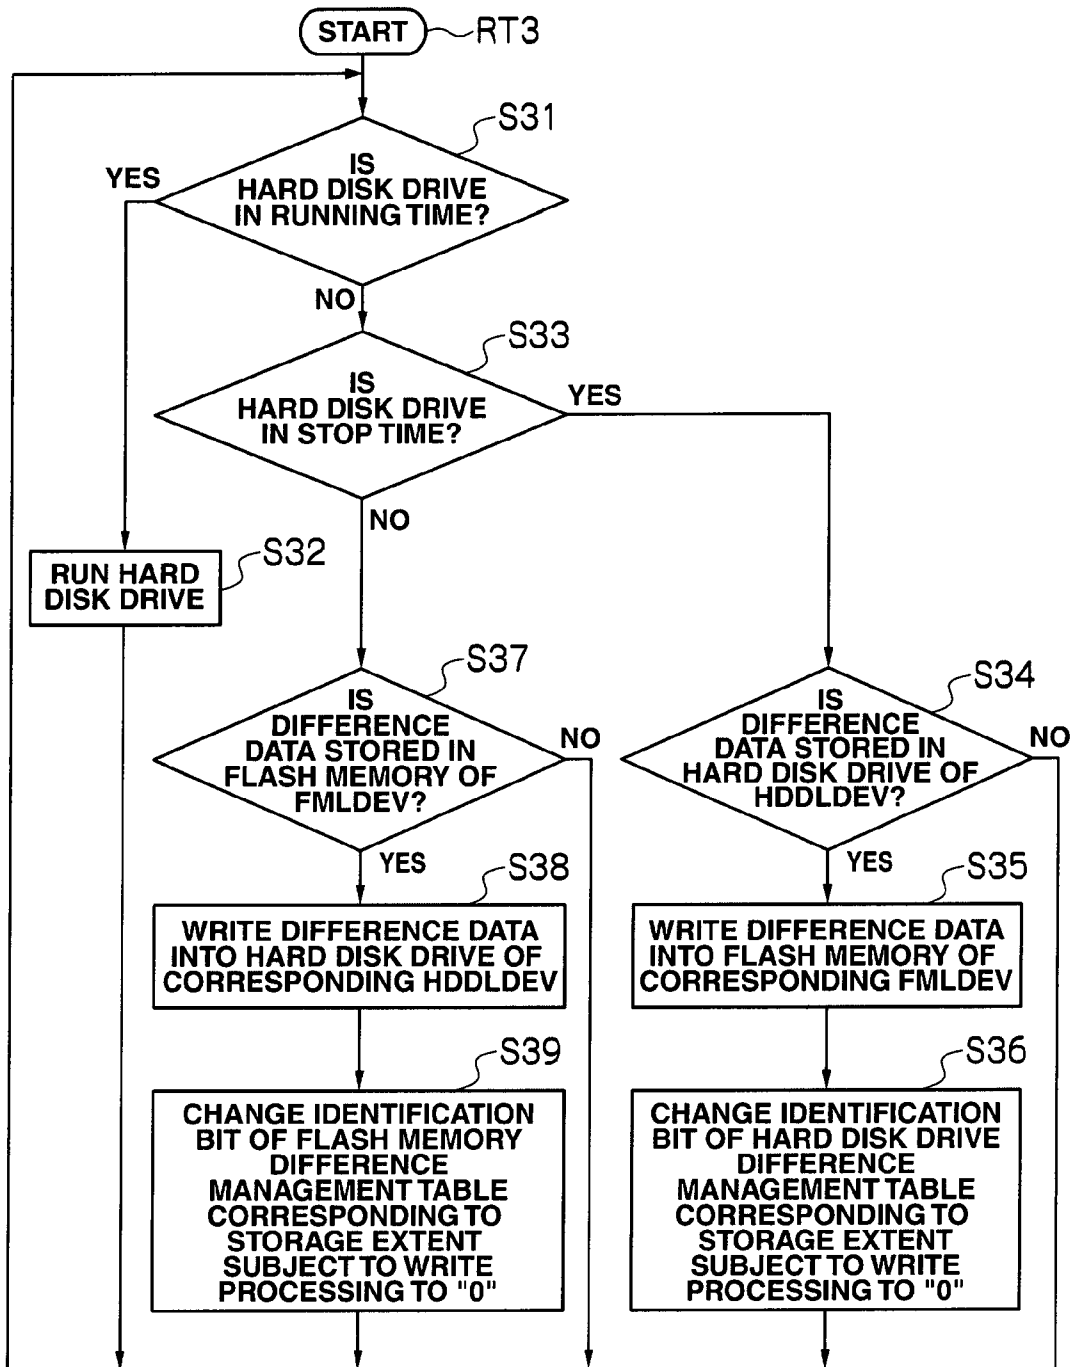 START
RT3
S31
IS
HARD DISK DRIVE
IN RUNNING TIME?
YES
NO
S33
IS
HARD DISK DRIVE
IN STOP TIME?
YES
NO
S32
RUN HARD
DISK DRIVE
S37
IS
DIFFERENCE
DATA STORED IN
FLASH MEMORY OF
FMLDEV?
NO
YES
S34
IS
DIFFERENCE
DATA STORED IN
HARD DISK DRIVE OF
HDDLDEV?
NO
YES
S38
WRITE DIFFERENCE DATA
INTO HARD DISK DRIVE OF
CORRESPONDING HDDLDEV
S35
WRITE DIFFERENCE DATA
INTO FLASH MEMORY OF
CORRESPONDING FMLDEV
S39
CHANGE IDENTIFICATION
BIT OF FLASH MEMORY
DIFFERENCE
MANAGEMENT TABLE
CORRESPONDING TO
STORAGE EXTENT
SUBJECT TO WRITE
PROCESSING TO "0"
S36
CHANGE IDENTIFICATION
BIT OF HARD DISK DRIVE
DIFFERENCE
MANAGEMENT TABLE
CORRESPONDING TO
STORAGE EXTENT
SUBJECT TO WRITE
PROCESSING TO "0"